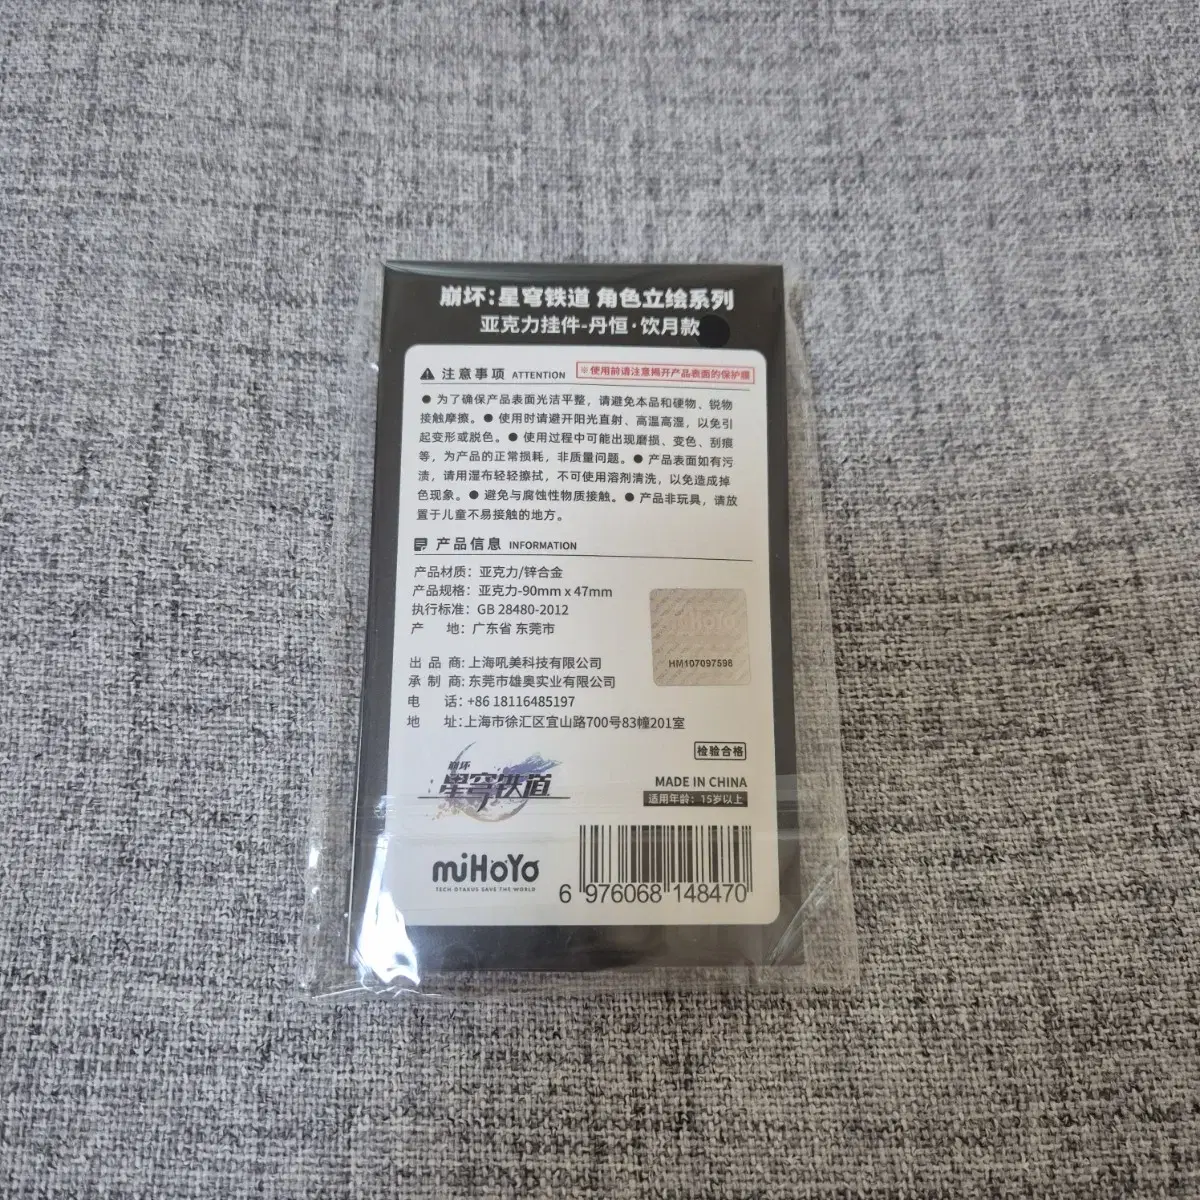 崩坏:星穹铁道 角色立绘系列
亚克力挂件-丹恒·饮月款
注意事项 ATTENTION ※使用前请注意揭开产品表面的保护膜
● 为了确保产品表面光洁平整，请避免本品和硬物、锐物
接触摩擦。● 使用时请避开阳光直射、高温高湿，以免引
起变形或脱色。● 使用过程中可能出现磨损、变色、刮痕
等，为产品的正常损耗，非质量问题。● 产品表面如有污
渍，请用湿布轻轻擦拭，不可使用溶剂清洗，以免造成掉
色现象。● 避免与腐蚀性物质接触。● 产品非玩具，请放
置于儿童不易接触的地方。
产品信息 INFORMATION
产品材质：亚克力/锌合金
产品规格：亚克力-90mm x 47mm
执行标准：GB 28480-2012
产 地：广东省 东莞市
miHoYo
HM107097598
出 品 商：上海吼美科技有限公司
承 制 商：东莞市雄奥实业有限公司
电 话：+86 18116485197
地 址：上海市徐汇区宜山路700号83幢201室
检验合格
崩坏
星穹铁道
MADE IN CHINA
适用年龄：15岁以上
miHoYo
TECH OTAKUS SAVE THE WORLD
6 976068 148470